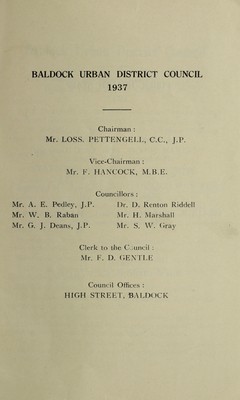 BALDOCK URBAN DISTRICT COUNCIL
1937
Chairman :
Mr. LOSS. PETTENGELL, C.C., J.P.
Vice-Chairman :
Mr. F. HANCOCK, M.B.E.
Councillors :
Mr. A. E. Pedley, J.P. Dr. D. Renton Riddell
Mr. W. B. Raban Mr. H. Marshall
Mr. G. J. Deans, J.P. Mr. S. W. Gray
Clerk to the Council :
Mr. F. D. GENTLE
Council Offices :
HIGH STREET, BALDOCK